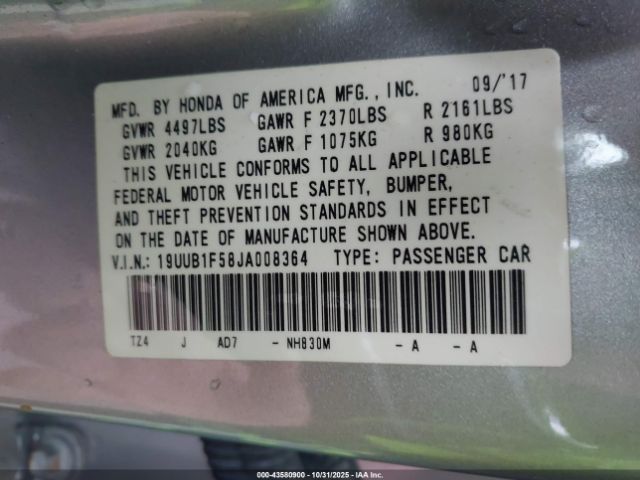 MFD. BY HONDA OF AMERICA MFG., INC. 09/'17
GVWR 4497LBS GAWR F 2370LBS R 2161LBS
GVWR 2040KG GAWR F 1075KG R 980KG
THIS VEHICLE CONFORMS TO ALL APPLICABLE
FEDERAL MOTOR VEHICLE SAFETY, BUMPER,
AND THEFT PREVENTION STANDARDS IN EFFECT
ON THE DATE OF MANUFACTURE SHOWN ABOVE.
V.I.N.: 19UUB1F58JA008364 TYPE: PASSENGER CAR
TZ4 J AD7 - NH830M - A - A
000-43580900 - 10/31/2025 - IAA